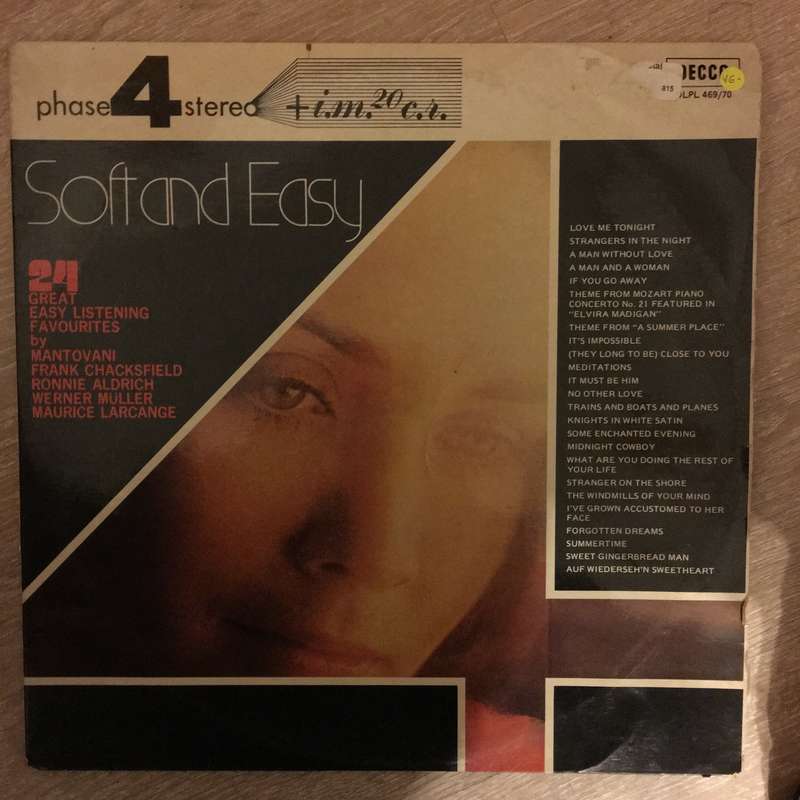 phase 4 stereo +i.m.20c.r.
DECCA
VG-
815
LPL 469/70
Soft and Easy
24
GREAT
EASY LISTENING
FAVOURITES
by
MANTOVANI
FRANK CHACKSFIELD
RONNIE ALDRICH
WERNER MULLER
MAURICE LARCANGE
LOVE ME TONIGHT
STRANGERS IN THE NIGHT
A MAN WITHOUT LOVE
A MAN AND A WOMAN
IF YOU GO AWAY
THEME FROM MOZART PIANO
CONCERTO No. 21 FEATURED IN
"ELVIRA MADIGAN"
THEME FROM "A SUMMER PLACE"
IT'S IMPOSSIBLE
(THEY LONG TO BE) CLOSE TO YOU
MEDITATIONS
IT MUST BE HIM
NO OTHER LOVE
TRAINS AND BOATS AND PLANES
KNIGHTS IN WHITE SATIN
SOME ENCHANTED EVENING
MIDNIGHT COWBOY
WHAT ARE YOU DOING THE REST OF
YOUR LIFE
STRANGER ON THE SHORE
THE WINDMILLS OF YOUR MIND
I'VE GROWN ACCUSTOMED TO HER
FACE
FORGOTTEN DREAMS
SUMMERTIME
SWEET GINGERBREAD MAN
AUF WIEDERSEH'N SWEETHEART